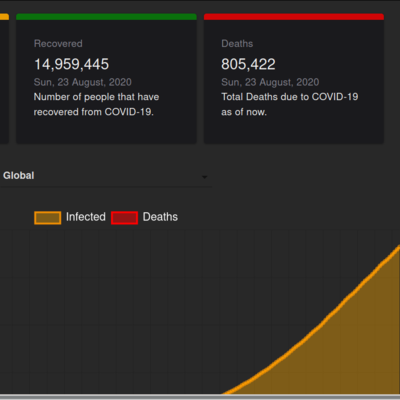 Recovered
14,959,445
Sun, 23 August, 2020
Number of people that have
recovered from COVID-19.
Deaths
805,422
Sun, 23 August, 2020
Total Deaths due to COVID-19
as of now.
Global
Infected
Deaths